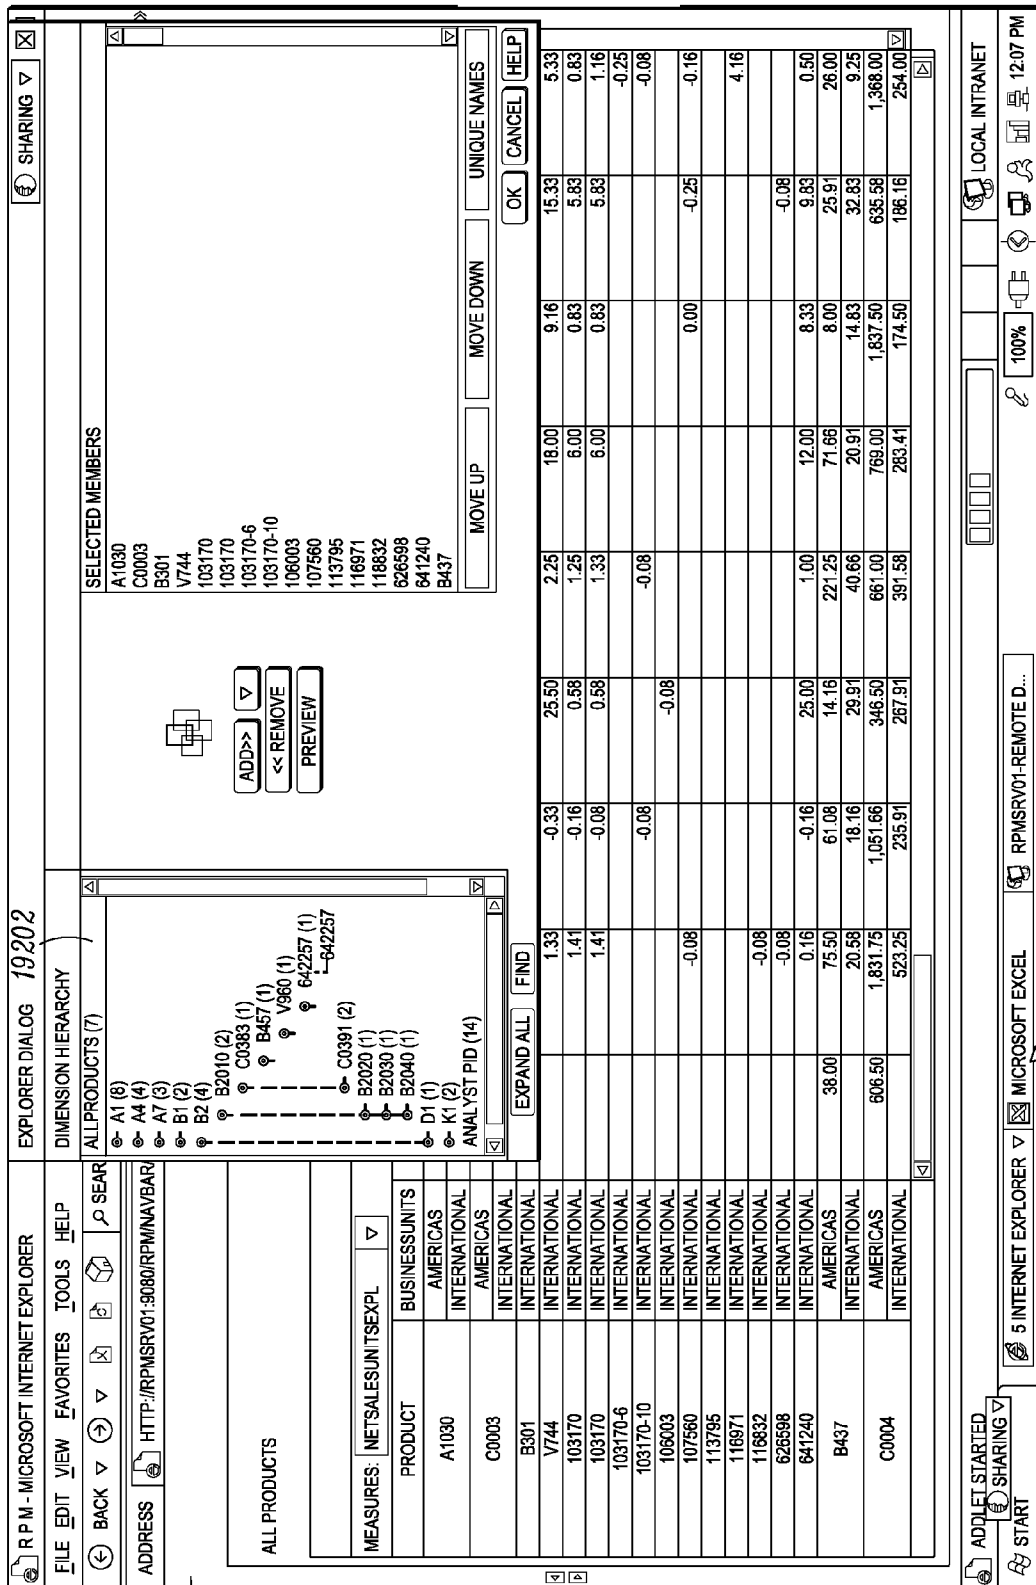 R P M - MICROSOFT INTERNET EXPLORER
EXPLORER DIALOG 19202
SHARING
FILE EDIT VIEW FAVORITES TOOLS HELP
BACK
SEAR
ADDRESS HTTP://RPMSRV01:9080/RPM/NAVBAR/
DIMENSION HIERARCHY
ALLPRODUCTS (7)
A1 (8)
A4 (4)
A7 (3)
B1 (2)
B2 (4)
B2010 (2)
C0383 (1)
B457 (1)
V960 (1)
642257 (1)
642257
C0391 (2)
B2020 (1)
B2030 (1)
B2040 (1)
D1 (1)
K1 (2)
ANALYST PID (14)
EXPAND ALL FIND
ADD>>
<< REMOVE
PREVIEW
SELECTED MEMBERS
A1030
C0003
B301
V744
103170
103170
103170-6
103170-10
106003
107560
113795
116971
118832
626598
641240
B437
MOVE UP MOVE DOWN UNIQUE NAMES
OK CANCEL HELP
ALL PRODUCTS
MEASURES: NETSALESUNITSEXPL
PRODUCT BUSINESSUNITS
A1030 AMERICAS
INTERNATIONAL
C0003 AMERICAS
INTERNATIONAL
B301 INTERNATIONAL
V744 INTERNATIONAL 1.33 -0.33 25.50 2.25 18.00 9.16 15.33 5.33
103170 INTERNATIONAL 1.41 -0.16 0.58 1.25 6.00 0.83 5.83 0.83
103170 INTERNATIONAL 1.41 -0.08 0.58 1.33 6.00 0.83 5.83 1.16
103170-6 INTERNATIONAL -0.25
103170-10 INTERNATIONAL -0.08 -0.08 -0.08
106003 INTERNATIONAL -0.08
107560 INTERNATIONAL -0.08 0.00 -0.25 -0.16
113795 INTERNATIONAL
116971 INTERNATIONAL 4.16
116832 INTERNATIONAL -0.08
626598 INTERNATIONAL -0.08 -0.08
641240 INTERNATIONAL 0.16 -0.16 25.00 1.00 12.00 8.33 9.83 0.50
B437 AMERICAS 38.00 75.50 61.08 14.16 221.25 71.66 8.00 25.91 26.00
INTERNATIONAL 20.58 18.16 29.91 40.66 20.91 14.83 32.83 9.25
C0004 AMERICAS 606.50 1,831.75 1,051.66 346.50 661.00 769.00 1,837.50 635.58 1,368.00
INTERNATIONAL 523.25 235.91 267.91 391.58 283.41 174.50 186.16 254.00
ADDLET STARTED
LOCAL INTRANET
SHARING
START
5 INTERNET EXPLORER
MICROSOFT EXCEL
RPMSRV01-REMOTE D...
100%
12:07 PM